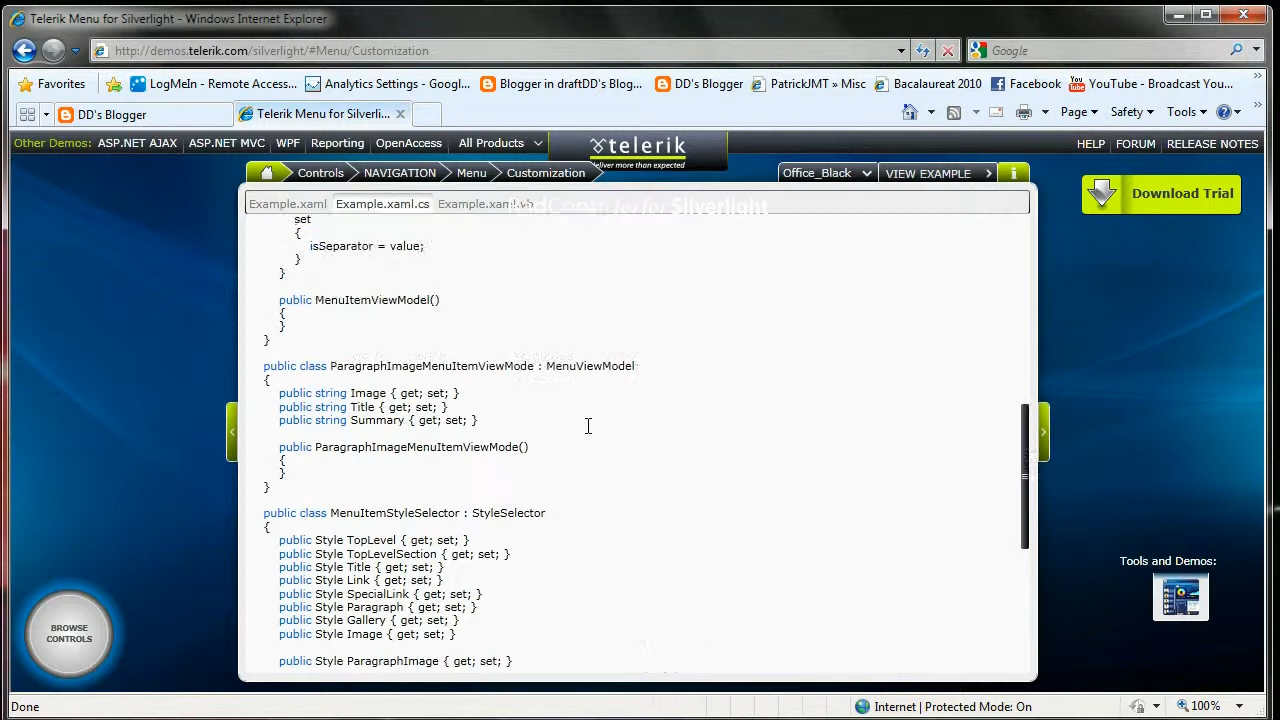 Telerik Menu for Silverlight - Windows Internet Explorer
http://demos.telerik.com/silverlight/#Menu/Customization
Google
Favorites
LogMeIn - Remote Access...
Analytics Settings - Googl...
Blogger in draftDD's Blog...
DD's Blogger
PatrickJMT » Misc
Bacalaureat 2010
Facebook
YouTube - Broadcast You...
DD's Blogger
Telerik Menu for Silverli...
Page
Safety
Tools
Other Demos: ASP.NET AJAX ASP.NET MVC WPF Reporting OpenAccess All Products
telerik
deliver more than expected
HELP FORUM RELEASE NOTES
Controls NAVIGATION Menu Customization
Office_Black
VIEW EXAMPLE
Download Trial
Example.xaml Example.xaml.cs Example.xaml.vb
for Silverlight
set
{
isSeparator = value;
}
}
public MenuItemViewModel()
{
}
}
public class ParagraphImageMenuItemViewMode : MenuViewModel
{
public string Image { get; set; }
public string Title { get; set; }
public string Summary { get; set; }
public ParagraphImageMenuItemViewMode()
{
}
}
public class MenuItemStyleSelector : StyleSelector
{
public Style TopLevel { get; set; }
public Style TopLevelSection { get; set; }
public Style Title { get; set; }
public Style Link { get; set; }
public Style SpecialLink { get; set; }
public Style Paragraph { get; set; }
public Style Gallery { get; set; }
public Style Image { get; set; }
public Style ParagraphImage { get; set; }
Tools and Demos:
BROWSE
CONTROLS
Done
Internet | Protected Mode: On
100%